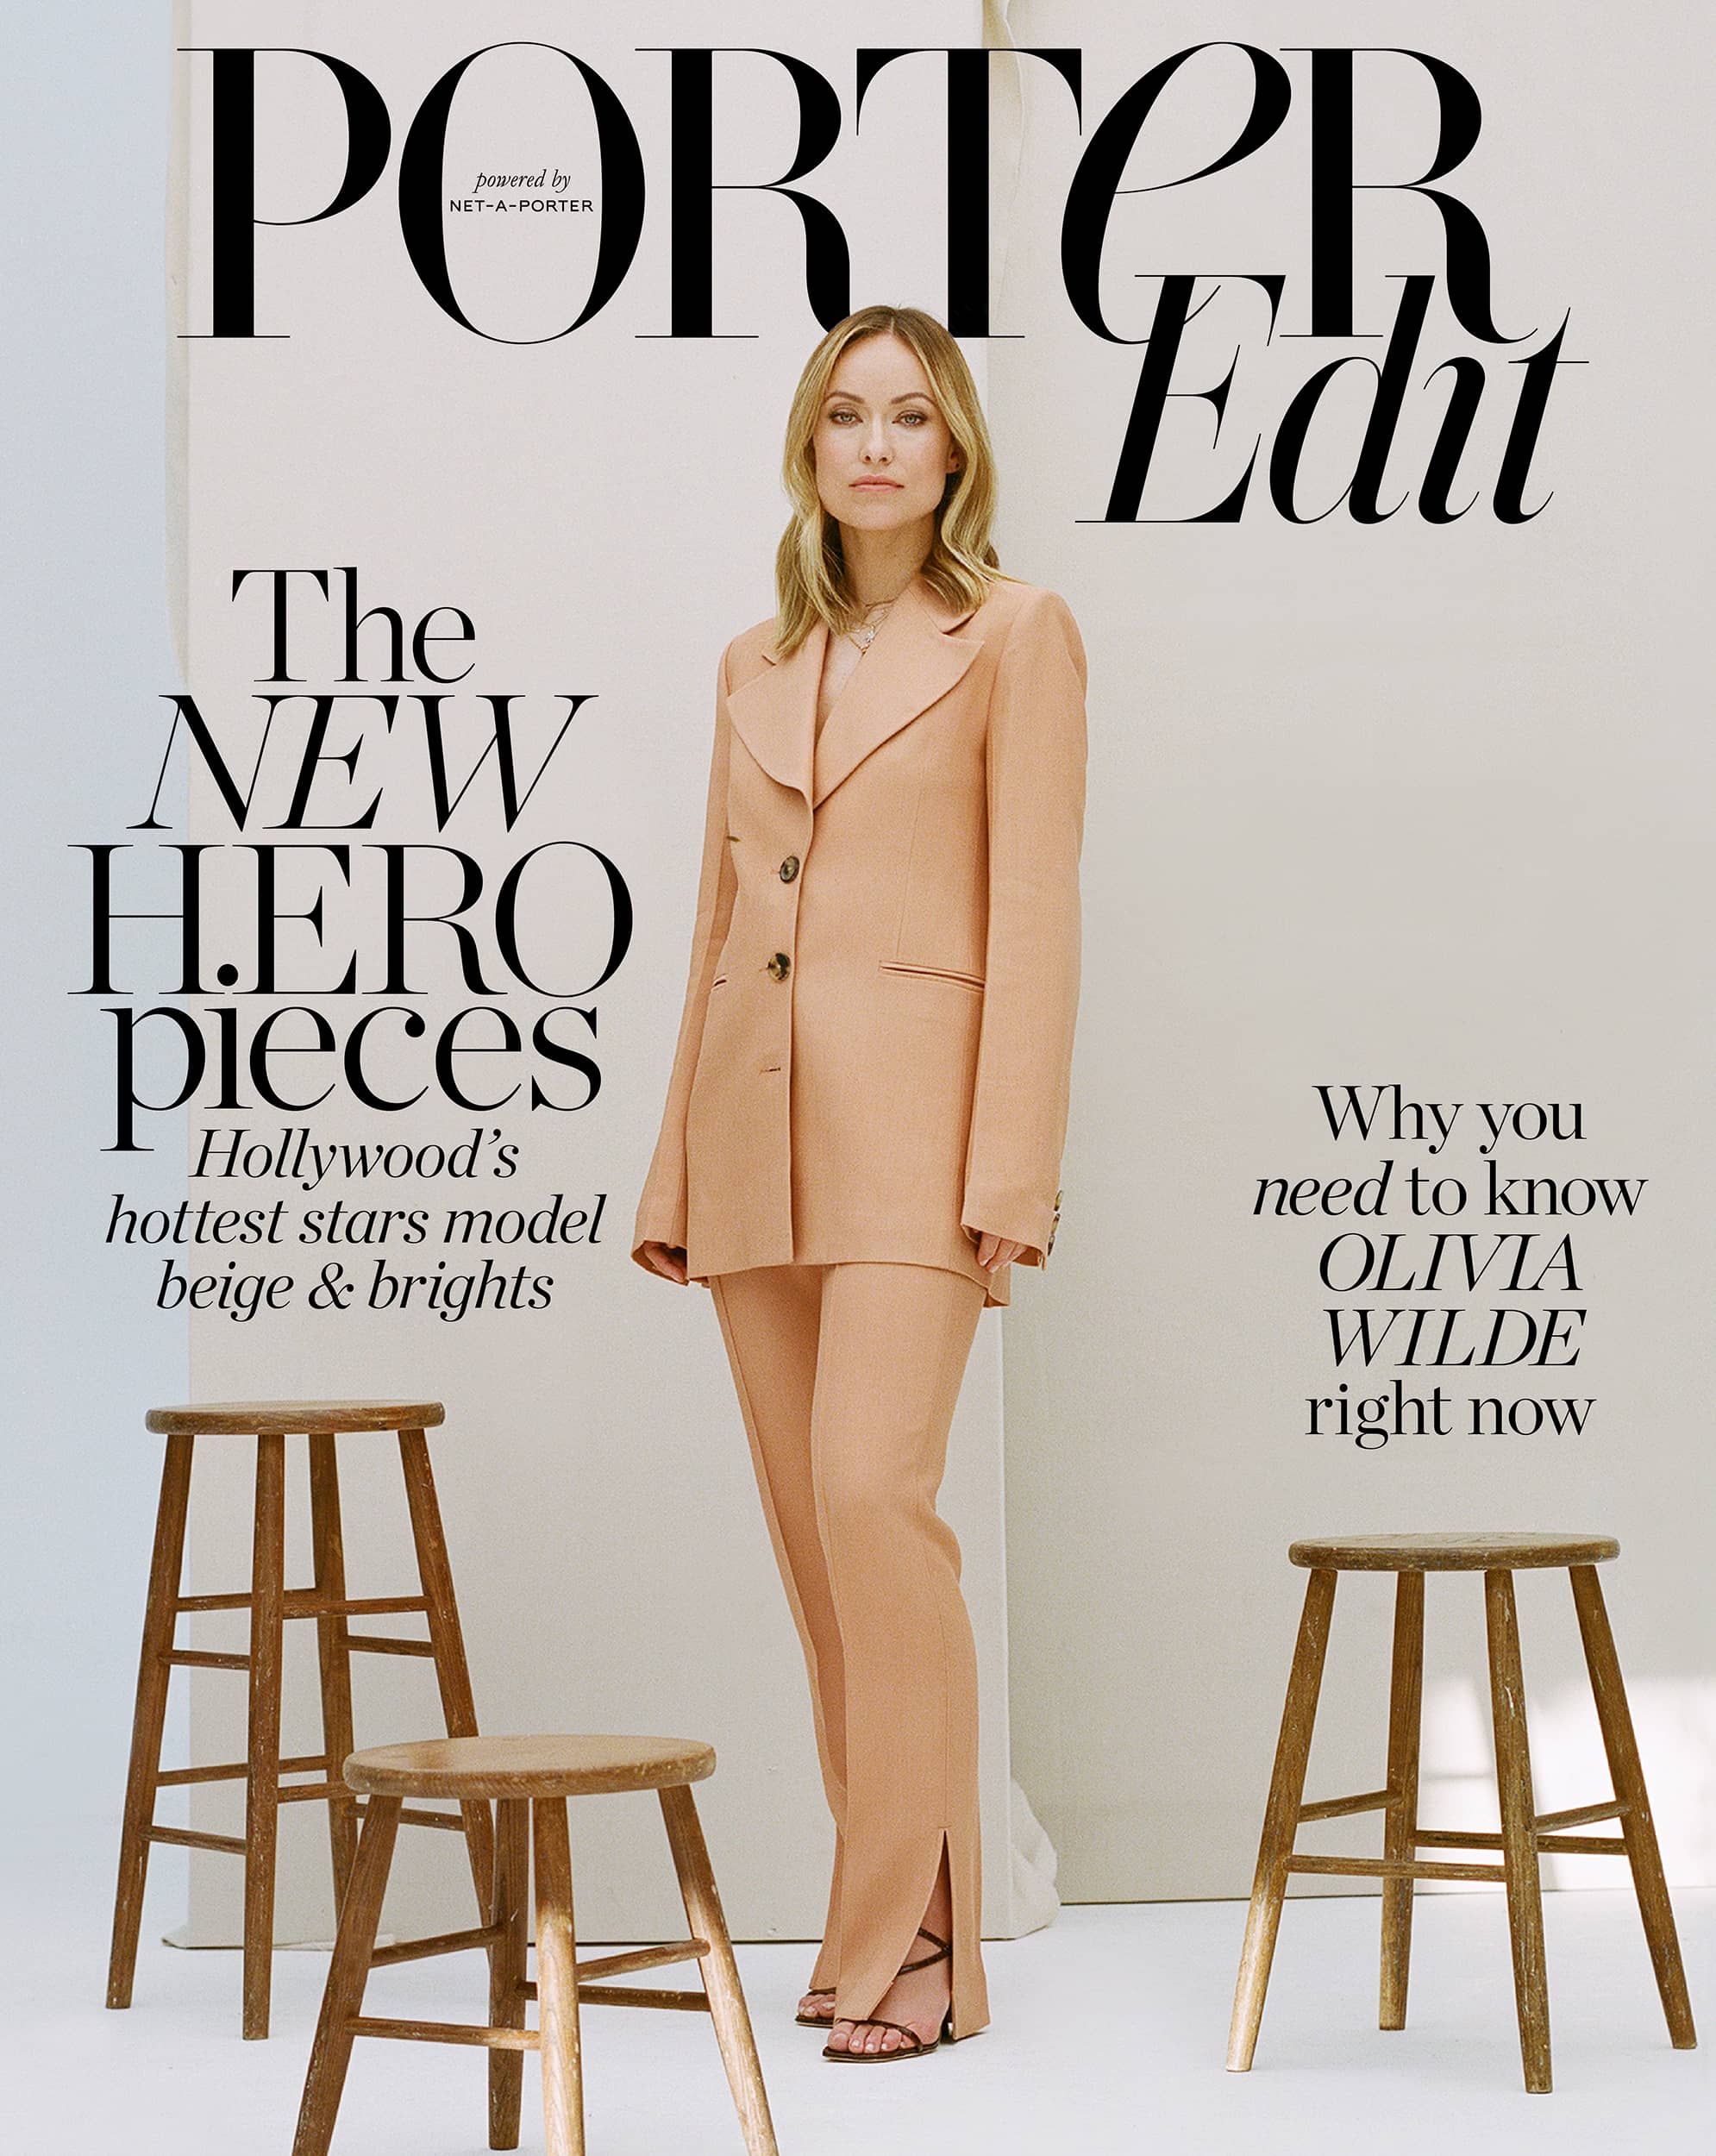 PORTeR
powered by
NET-A-PORTER
Edit
The
NEW
H.ERO
pieces
Hollywood's
hottest stars model
beige & brights
Why you
need to know
OLIVIA
WILDE
right now